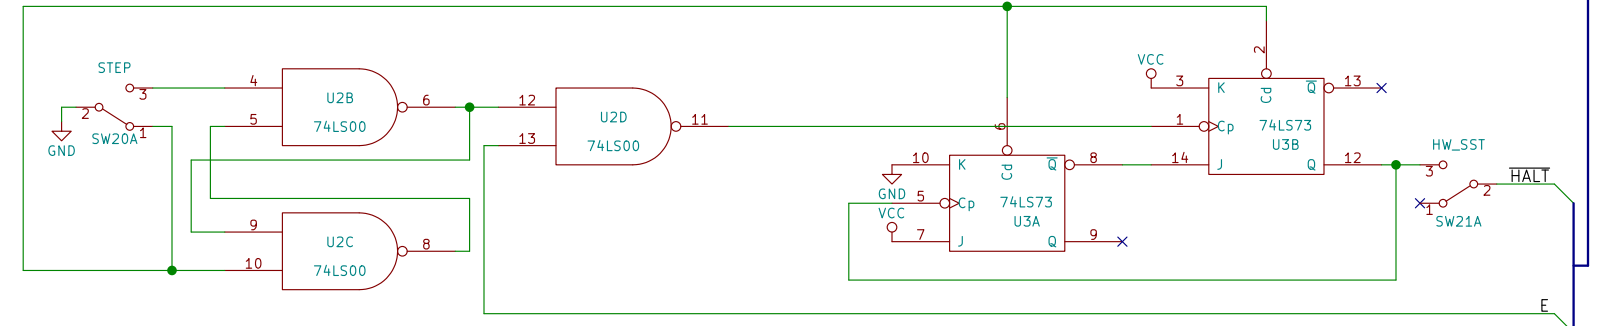 STEP
3
2
1
SW20A
GND
4
5
6
U2B
74LS00
9
10
8
U2C
74LS00
12
13
11
U2D
74LS00
6
10
K
Cd
Q
8
GND
5
Cp
74LS73
VCC
U3A
7
J
Q
9
2
VCC
3
K
Cd
Q
13
1
Cp
74LS73
U3B
14
J
Q
12
HW_SST
3
2
1
SW21A
HALT
E